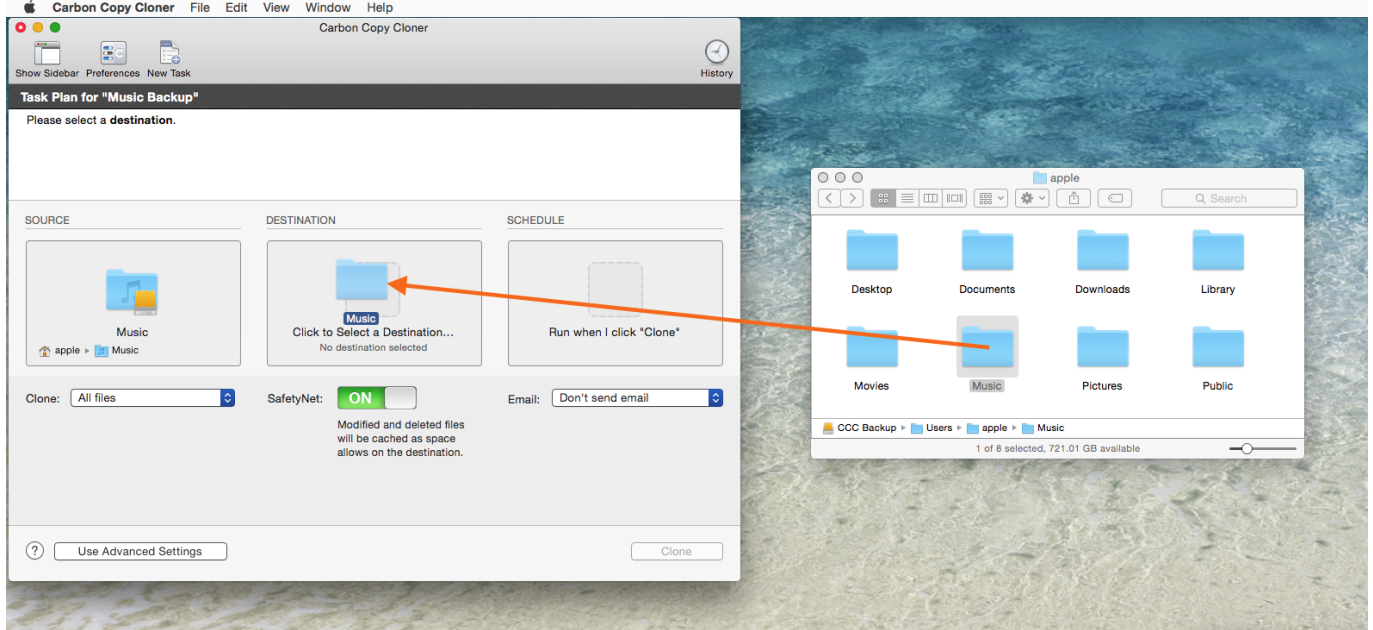 Carbon Copy Cloner File Edit View Window Help
Carbon Copy Cloner
Show Sidebar Preferences New Task History
Task Plan for "Music Backup"
Please select a destination.
SOURCE DESTINATION SCHEDULE
Music
Music Click to Select a Destination... Run when I click "Clone"
apple Music No destination selected
Clone: All files SafetyNet: ON Email: Don't send email
Modified and deleted files
will be cached as space
allows on the destination.
? Use Advanced Settings Clone
apple
Search
Desktop Documents Downloads Library
Movies Music Pictures Public
CCC Backup Users apple Music
1 of 8 selected, 721.01 GB available